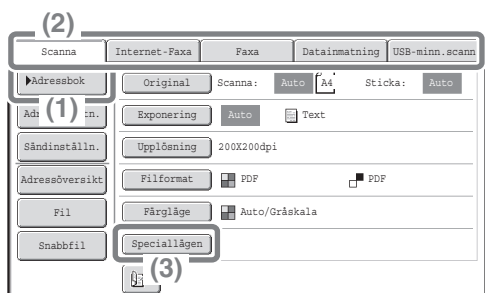 (2)
Scanna Internet-Faxa Faxa Datainmatning USB-minn.scann
Adressbok Original Scanna: Auto A4 Sticka: Auto
(1)
Exponering Auto Text
Sändinställn. Upplösning 200X200dpi
Adressöversikt Filformat PDF PDF
Fil Färgläge Auto/Gråskala
Snabbfil Speciallägen
(3)